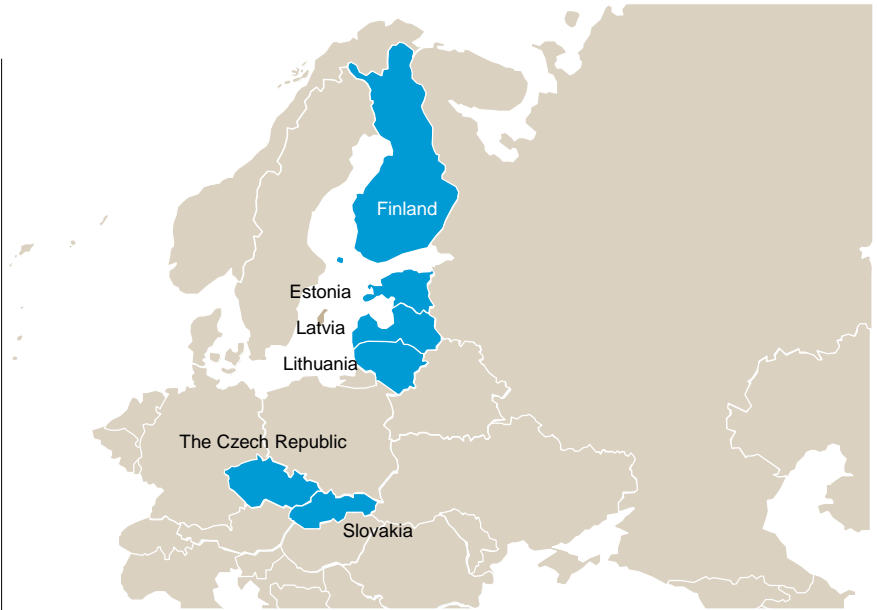 Finland
Estonia
Latvia
Lithuania
The Czech Republic
Slovakia